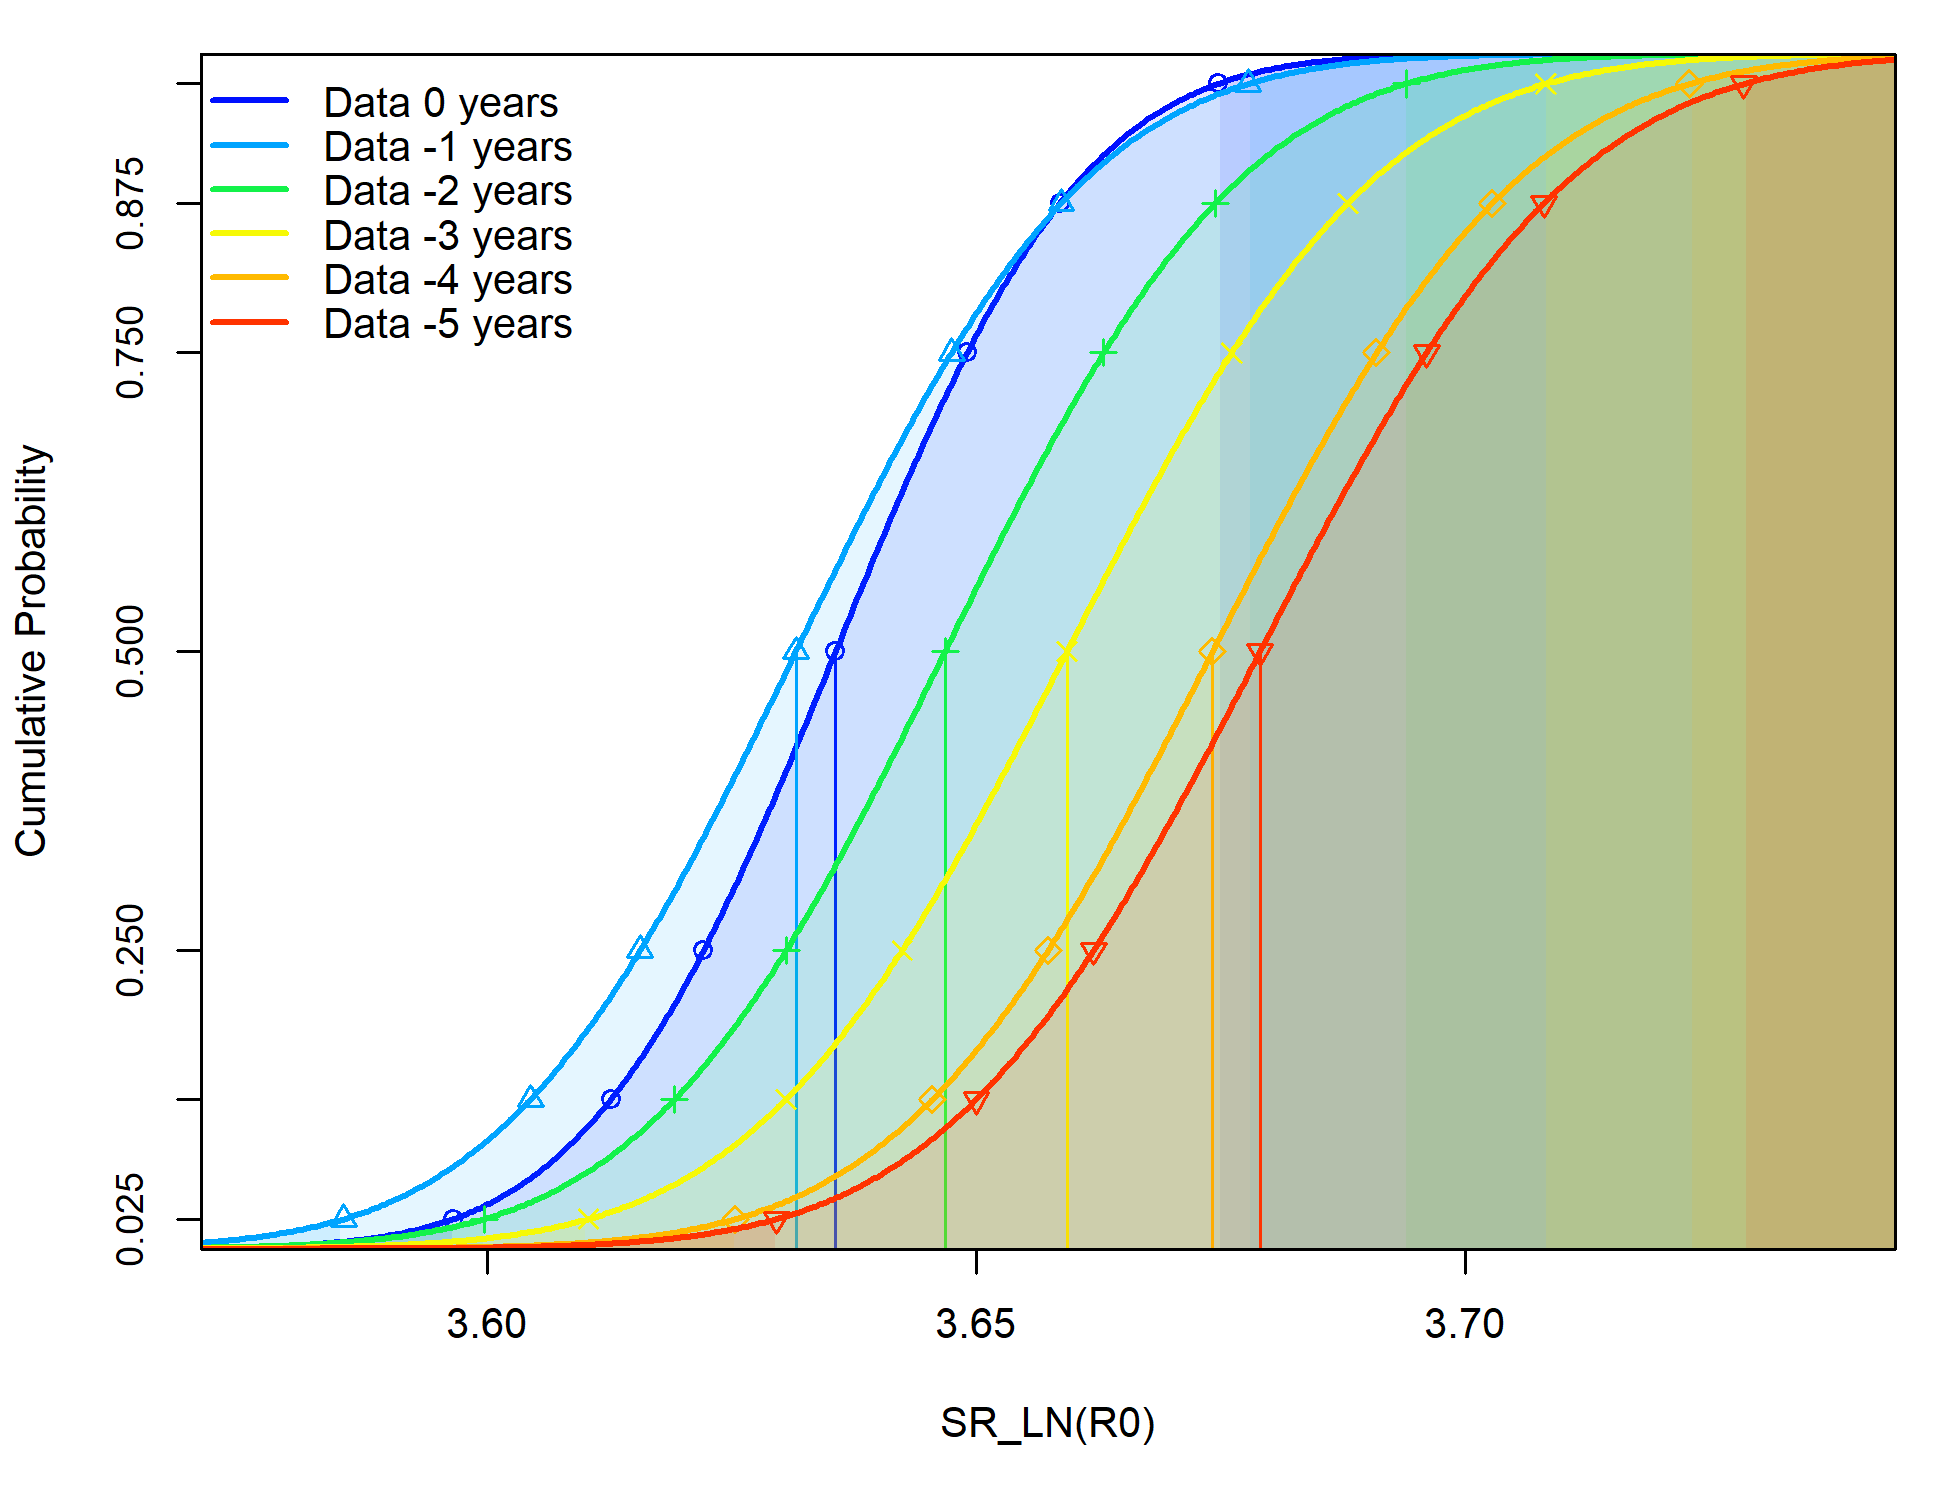 Data 0 years
Data -1 years
Data -2 years
Data -3 years
Data -4 years
Data -5 years
Cumulative Probability
0.875
0.750
0.500
0.250
0.025
3.60
3.65
3.70
SR_LN(R0)